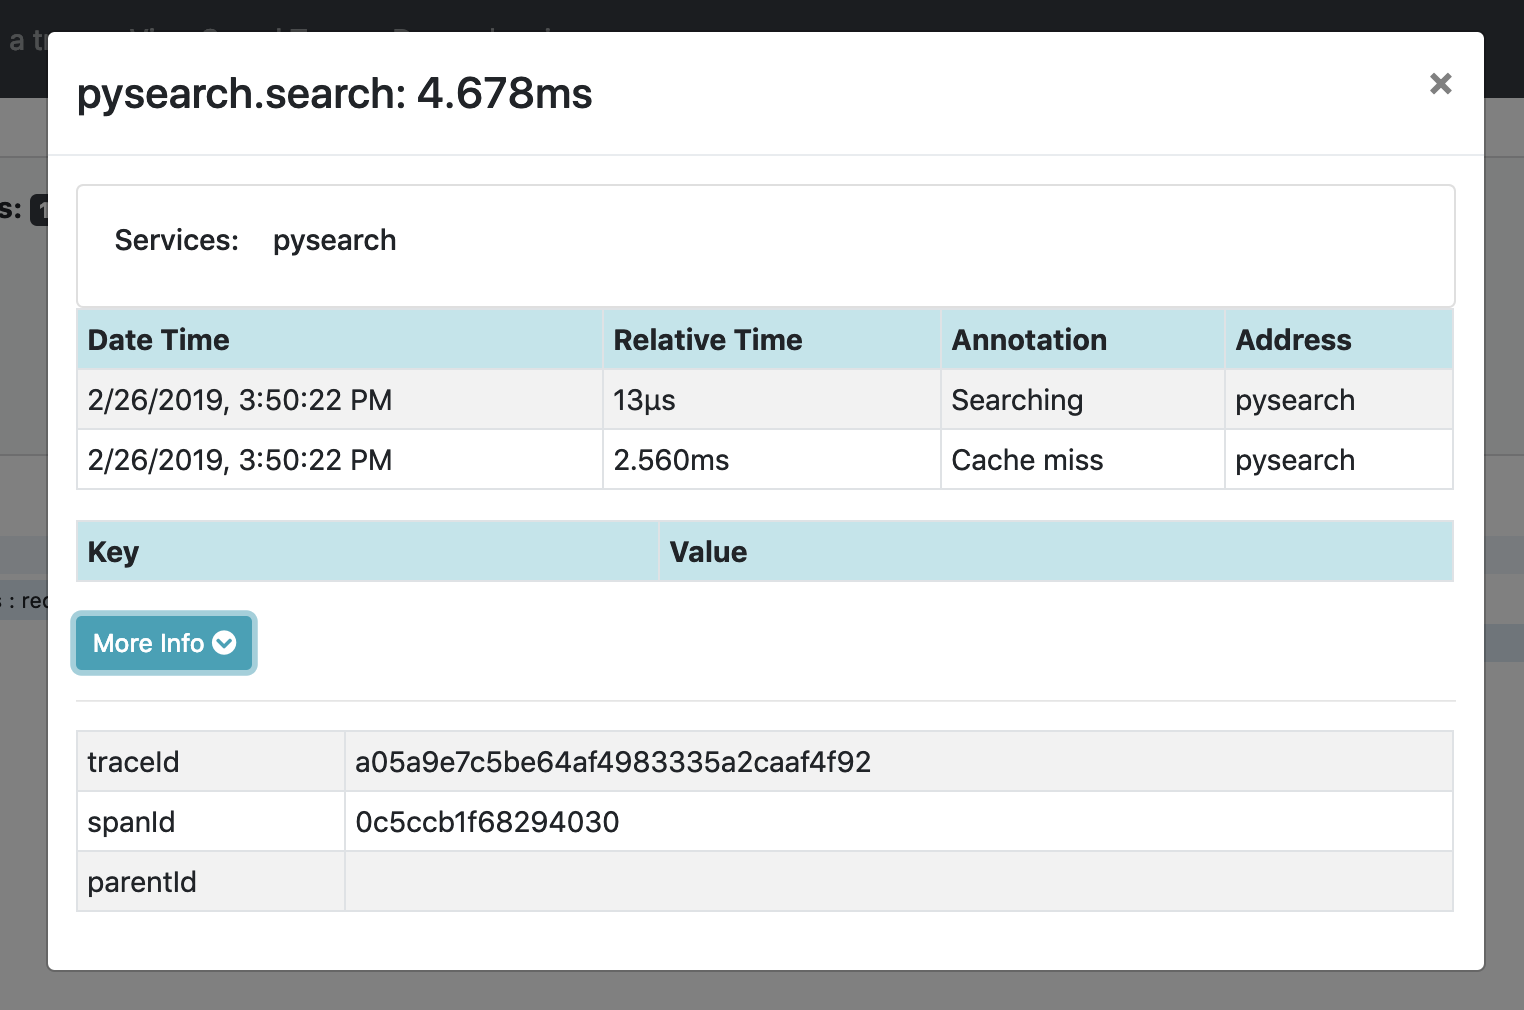 a
pysearch.search: 4.678ms
×
s:
Services: pysearch
Date Time Relative Time Annotation Address
2/26/2019, 3:50:22 PM 13μs Searching pysearch
2/26/2019, 3:50:22 PM 2.560ms Cache miss pysearch
Key Value
: rec
More Info
traceId a05a9e7c5be64af4983335a2caaf4f92
spanId 0c5ccb1f68294030
parentId